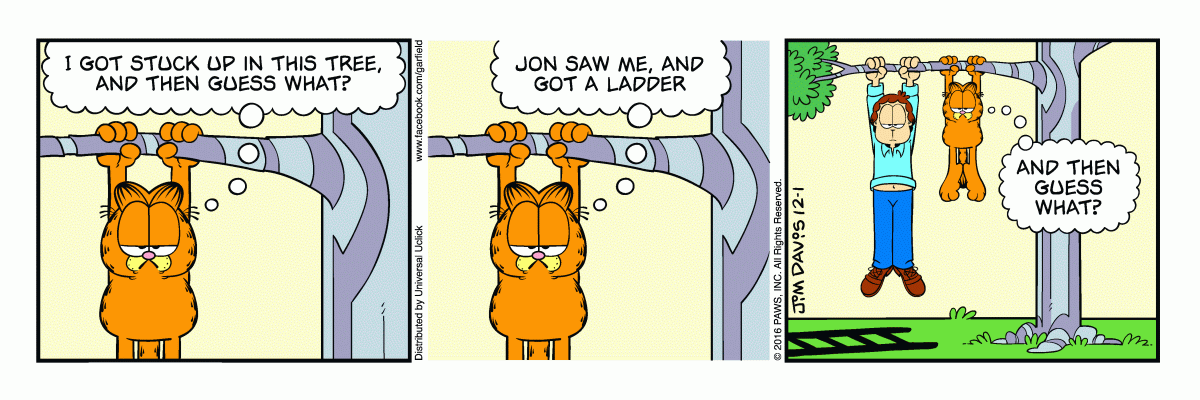 I GOT STUCK UP IN THIS TREE,
AND THEN GUESS WHAT?
www.facebook.com/garfield
Distributed by Universal Uclick
JON SAW ME, AND
GOT A LADDER
© 2016 PAWS, INC. All Rights Reserved.
JIM DAVIS 12-1
AND THEN
GUESS
WHAT?